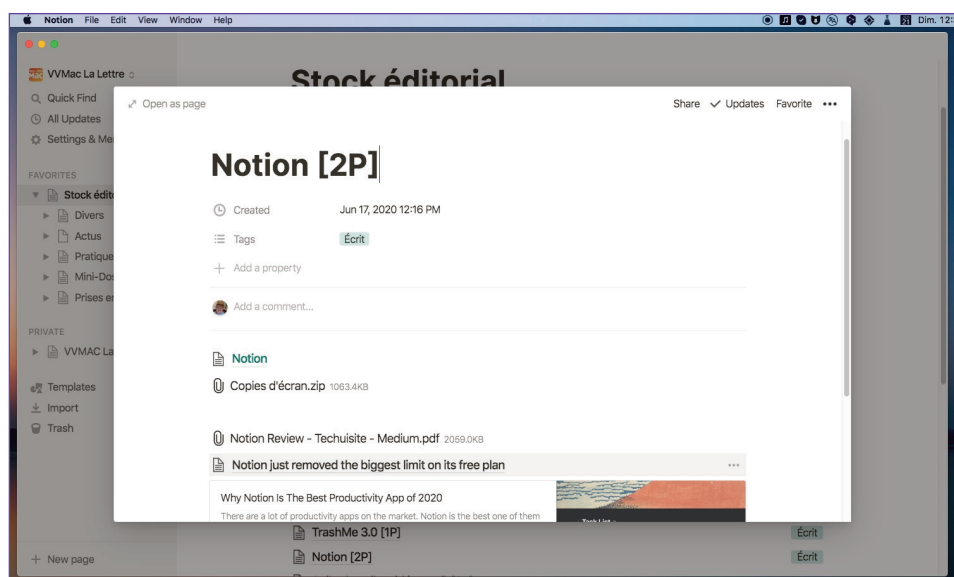 Notion File Edit View Window Help Dim. 12:
VVMac La Lettre
Quick Find
All Updates
Settings & Me
FAVORITES
Stock édit
Divers
Actus
Pratique
Mini-Do
Prises e
PRIVATE
VVMAC La
Templates
Import
Trash
New page
Stock éditorial
Open as page Share Updates Favorite
Notion [2P]
Created Jun 17, 2020 12:16 PM
Tags Écrit
Add a property
Add a comment...
Notion
Copies d'écran.zip 1063.4KB
Notion Review - Techuisite - Medium.pdf 2059.0KB
Notion just removed the biggest limit on its free plan
Why Notion Is The Best Productivity App of 2020
There are a lot of productivity apps on the market. Notion is the best one of them
Task List
TrashMe 3.0 [1P] Écrit
Notion [2P] Écrit